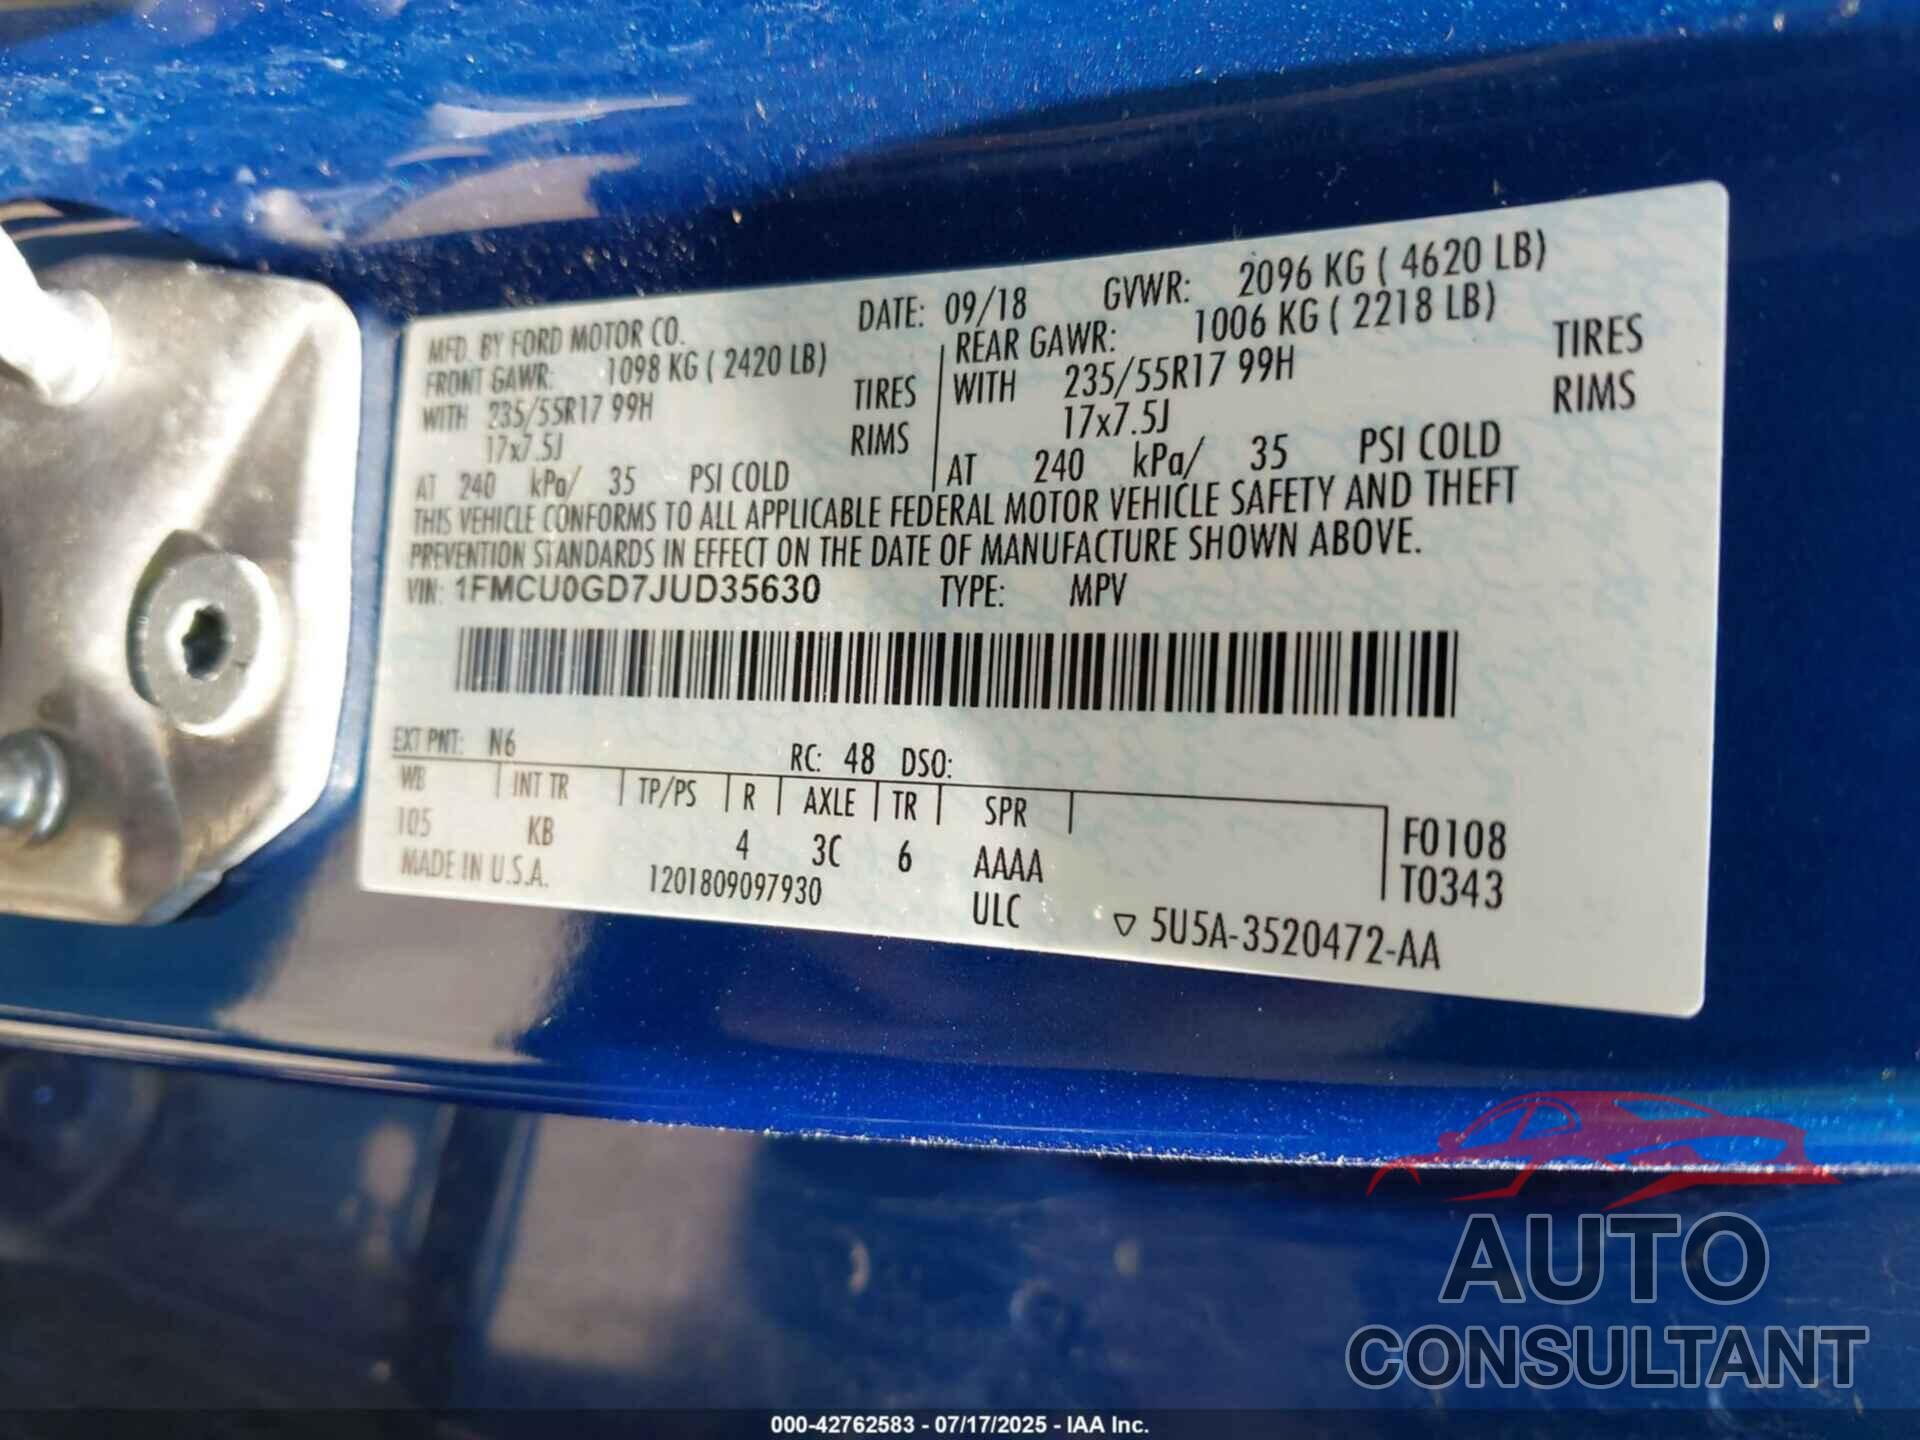 MFD. BY FORD MOTOR CO. DATE: 09/18 GVWR: 2096 KG ( 4620 LB)
FRONT GAWR: 1098 KG ( 2420 LB) REAR GAWR: 1006 KG ( 2218 LB)
WITH 235/55R17 99H TIRES WITH 235/55R17 99H TIRES
17x7.5J RIMS 17x7.5J RIMS
AT 240 kPa/ 35 PSI COLD AT 240 kPa/ 35 PSI COLD
THIS VEHICLE CONFORMS TO ALL APPLICABLE FEDERAL MOTOR VEHICLE SAFETY AND THEFT
PREVENTION STANDARDS IN EFFECT ON THE DATE OF MANUFACTURE SHOWN ABOVE.
VIN: 1FMCU0GD7JUD35630 TYPE: MPV
EXT PNT: N6 RC: 48 DSO:
WB INT TR TP/PS R AXLE TR SPR
105 KB 4 3C 6 AAAA F0108
MADE IN U.S.A. 1201809097930 ULC T0343
▽ 5U5A-3520472-AA
AUTO
CONSULTANT
000-42762583 - 07/17/2025 - IAA Inc.